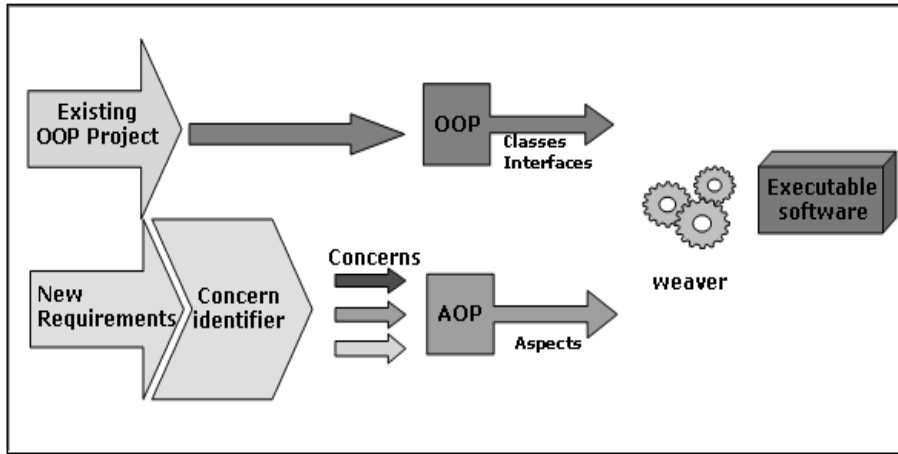 Existing
OOP Project
OOP
Classes
Interfaces
Executable
software
weaver
New
Requirements
Concern
identifier
Concerns
AOP
Aspects